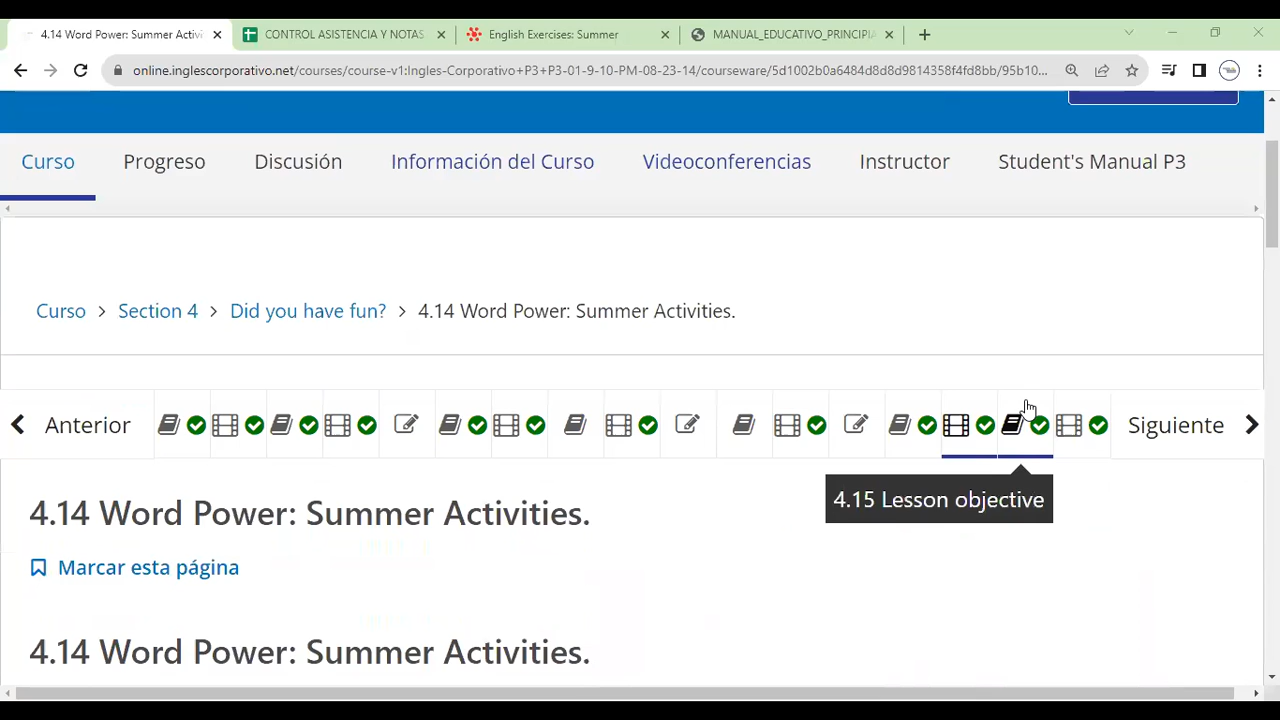 4.14 Word Power: Summer Activi
CONTROL ASISTENCIA Y NOTAS
English Exercises: Summer
MANUAL_EDUCATIVO_PRINCIPIA
online.inglescorporativo.net/courses/course-v1:Ingles-Corporativo+P3+P3-01-9-10-PM-08-23-14/courseware/5d1002b0a6484d8d8d9814358f4fd8bb/95b10...
Curso Progreso Discusión Información del Curso Videoconferencias Instructor Student's Manual P3
Curso > Section 4 > Did you have fun? > 4.14 Word Power: Summer Activities.
Anterior Siguiente
4.15 Lesson objective
4.14 Word Power: Summer Activities.
Marcar esta página
4.14 Word Power: Summer Activities.